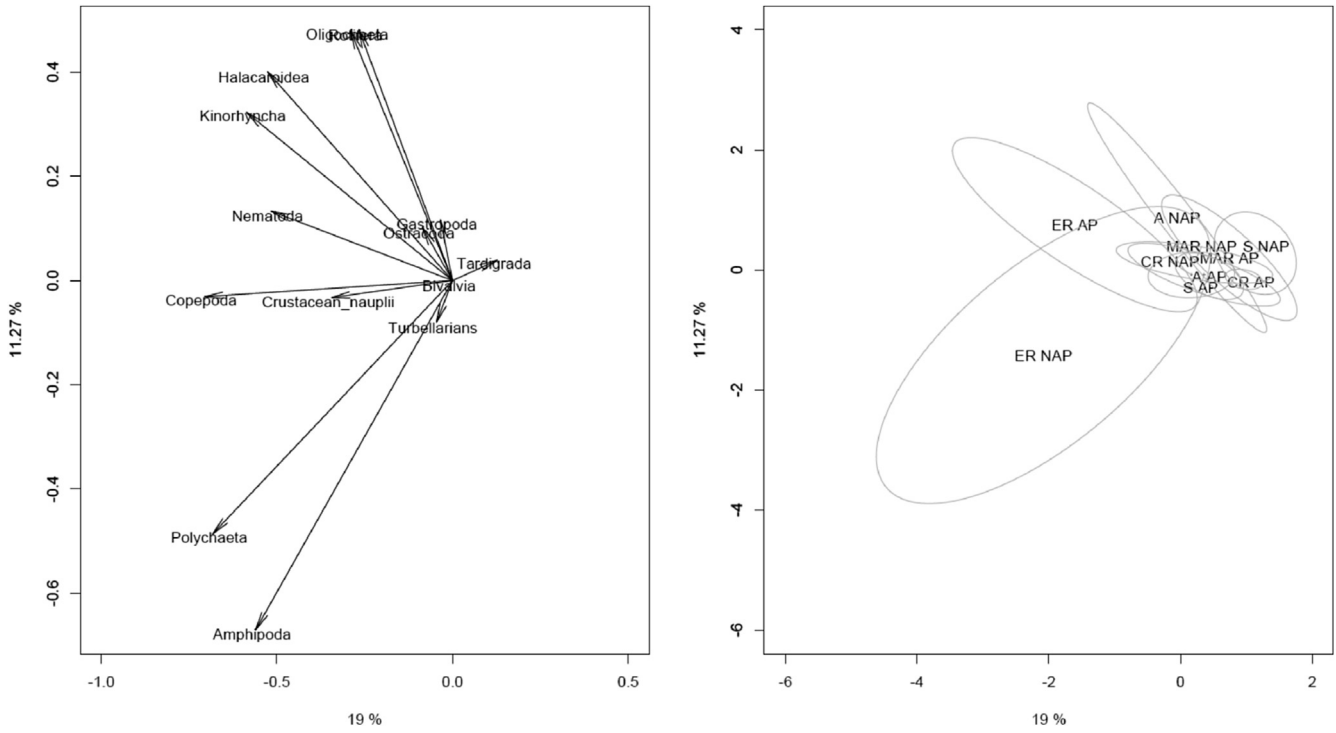 0.4
0.2
0.0
-0.2
-0.4
-0.6
11.27 %
Halacaroidea
Kinorhyncha
Nematoda
Gastropoda
Ostracoda
Tardigrada
Bivalvia
Copepoda
Crustacean_nauplii
Turbellarians
Polychaeta
Amphipoda
-1.0 -0.5 0.0 0.5
19 %
4
2
0
-2
-4
-6
11.27 %
ER AP
A NAP
MAR NAP
S NAP
CR NAP
MAR AP
A AP
CR AP
S AP
ER NAP
-6 -4 -2 0 2
19 %